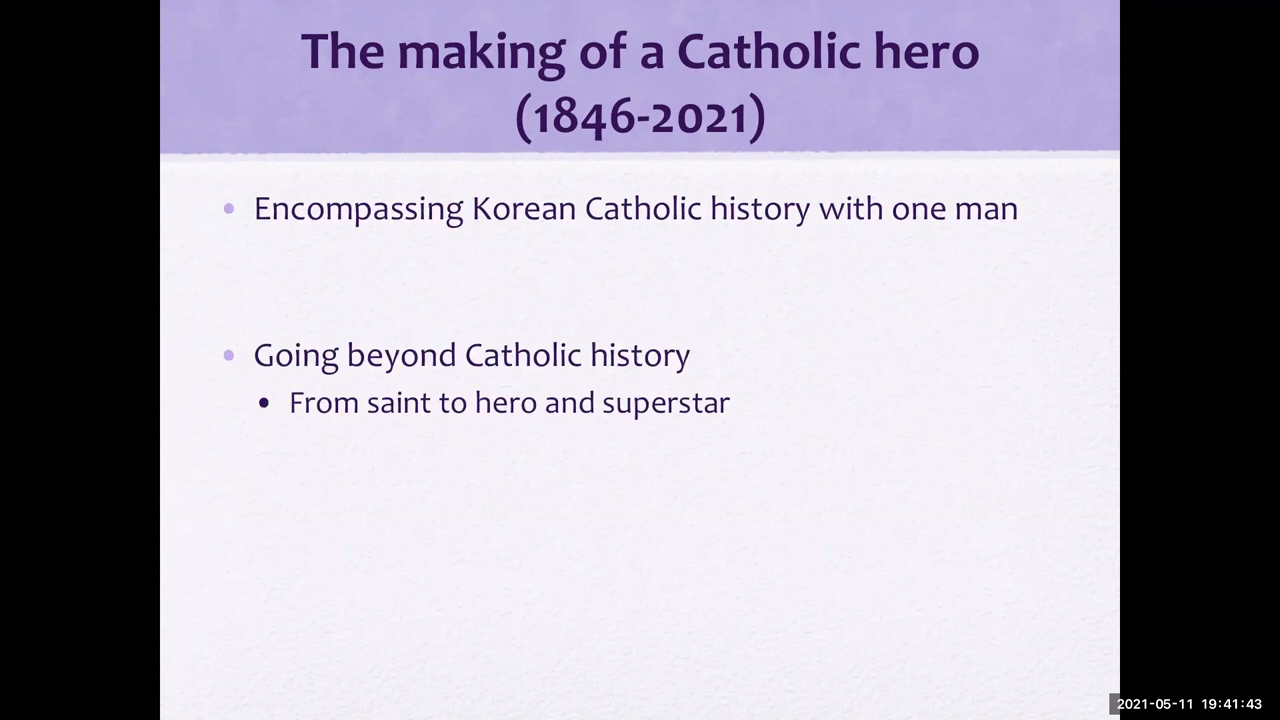 The making of a Catholic hero
(1846-2021)
• Encompassing Korean Catholic history with one man
• Going beyond Catholic history
• From saint to hero and superstar
2021-05-11 19:41:43